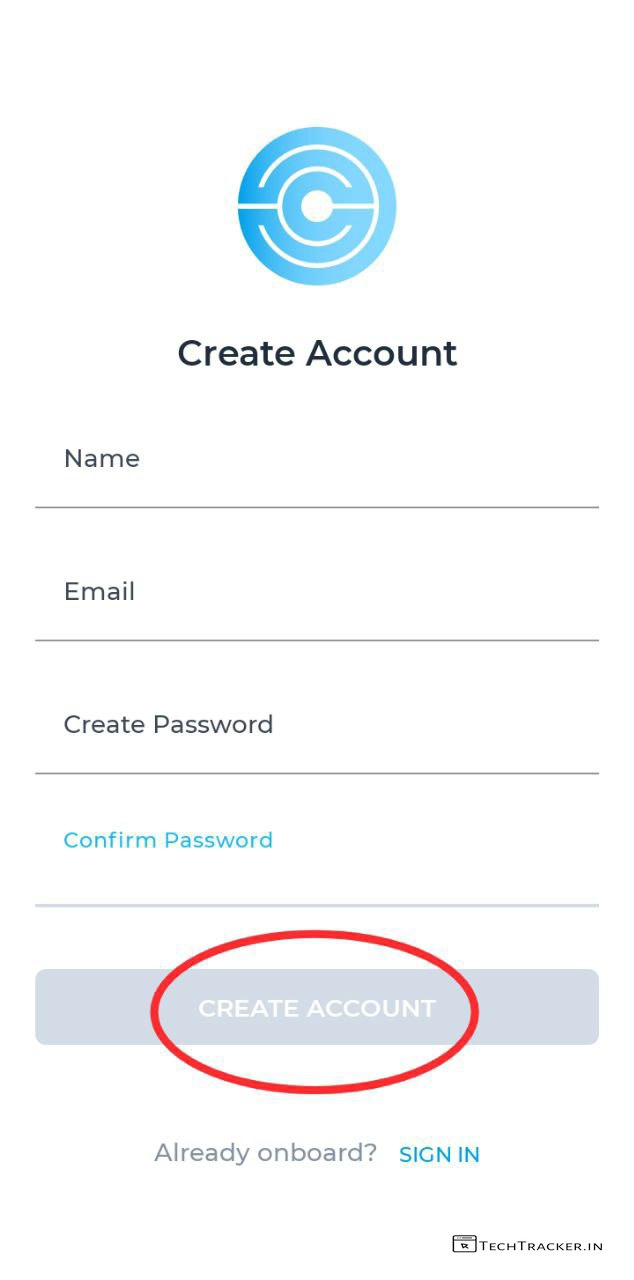 Create Account
Name
Email
Create Password
Confirm Password
CREATE ACCOUNT
Already onboard? SIGN IN
TECHTRACKER.IN